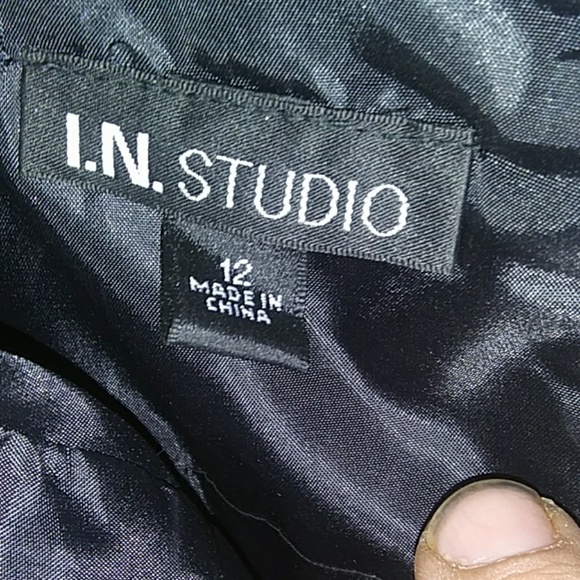 I.N. STUDIO
12
MADE IN
CHINA